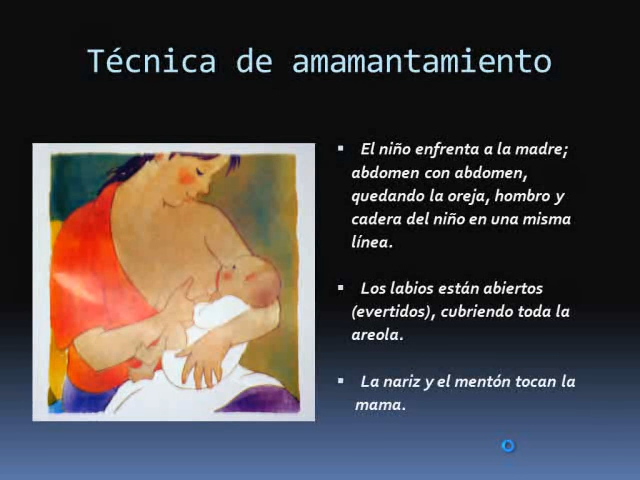 Técnica de amamantamiento
▪ El niño enfrenta a la madre;
abdomen con abdomen,
quedando la oreja, hombro y
cadera del niño en una misma
línea.
▪ Los labios están abiertos
(evertidos), cubriendo toda la
areola.
▪ La nariz y el mentón tocan la
mama.